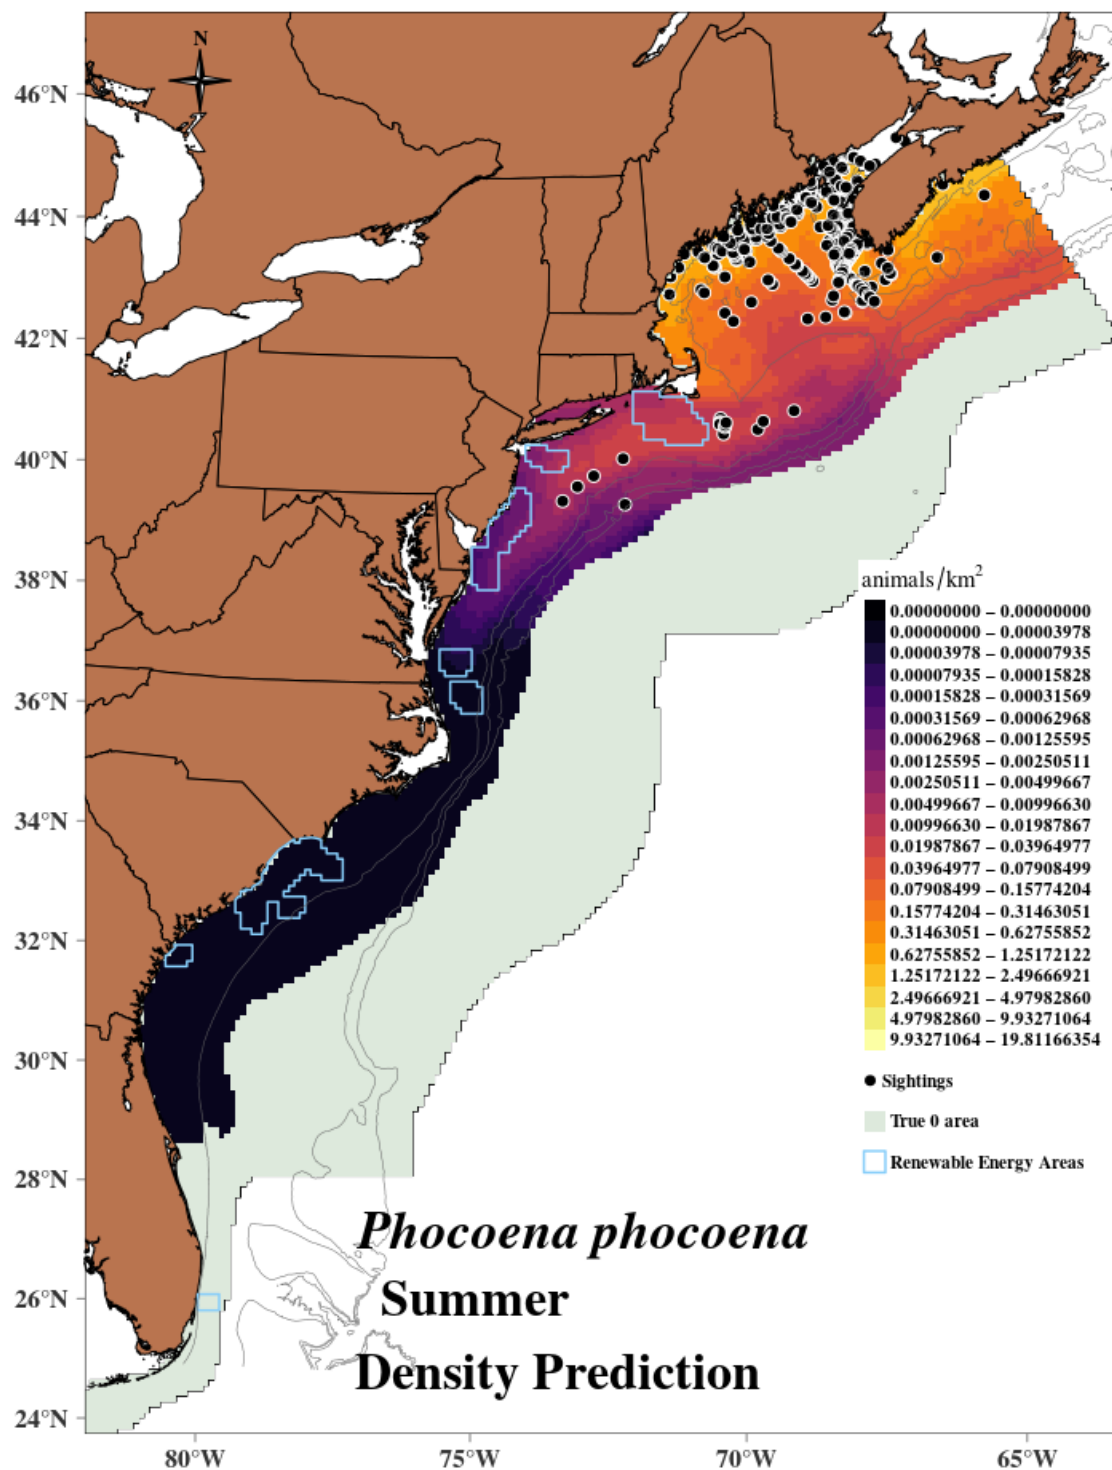 N
46°N
44°N
42°N
40°N
38°N
36°N
34°N
32°N
30°N
28°N
26°N
24°N
animals/km²
0.00000000 – 0.00000000
0.00000000 – 0.00003978
0.00003978 – 0.00007935
0.00007935 – 0.00015828
0.00015828 – 0.00031569
0.00031569 – 0.00062968
0.00062968 – 0.00125595
0.00125595 – 0.00250511
0.00250511 – 0.00499667
0.00499667 – 0.00996630
0.00996630 – 0.01987867
0.01987867 – 0.03964977
0.03964977 – 0.07908499
0.07908499 – 0.15774204
0.15774204 – 0.31463051
0.31463051 – 0.62755852
0.62755852 – 1.25172122
1.25172122 – 2.49666921
2.49666921 – 4.97982860
4.97982860 – 9.93271064
9.93271064 – 19.81166354
Sightings
True 0 area
Renewable Energy Areas
Phocoena phocoena
Summer
Density Prediction
80°W 75°W 70°W 65°W